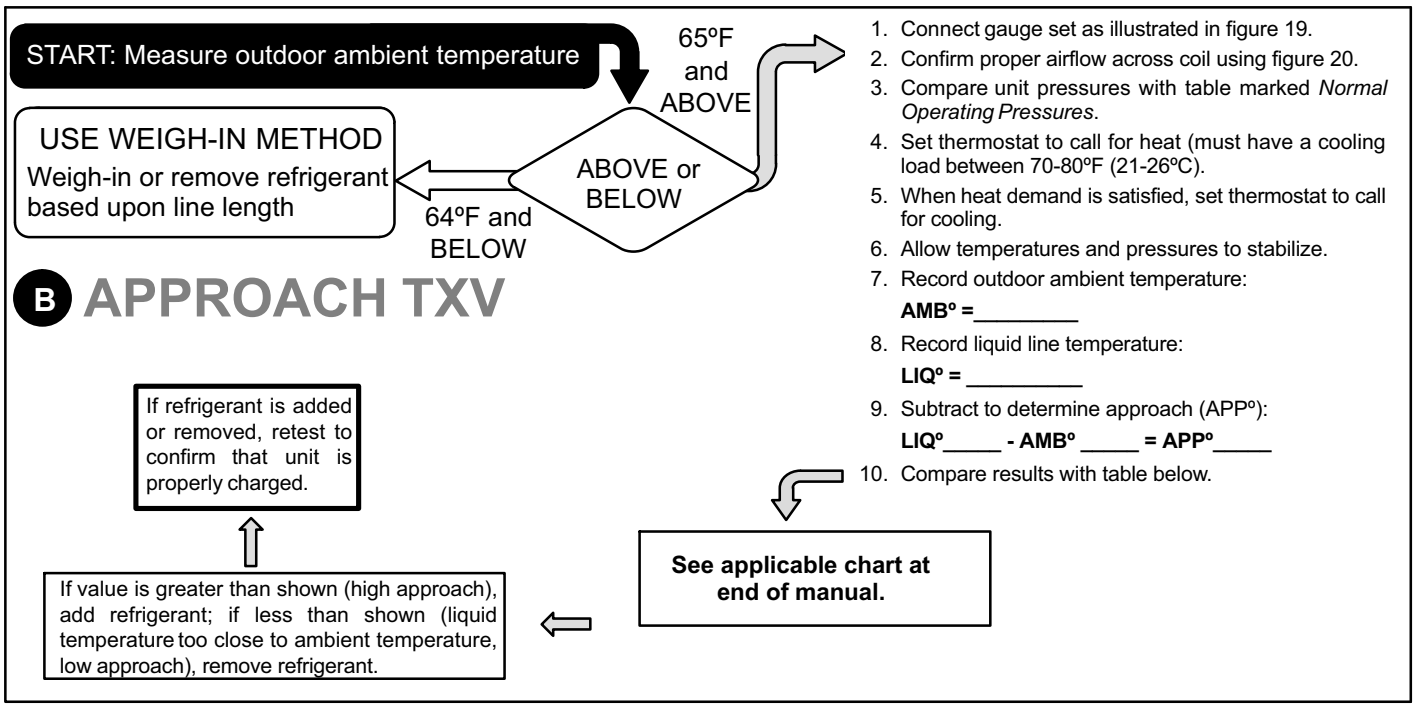 START: Measure outdoor ambient temperature
65ºF
and
ABOVE
ABOVE or
BELOW
64ºF and
BELOW
USE WEIGH-IN METHOD
Weigh-in or remove refrigerant
based upon line length
B APPROACH TXV
1. Connect gauge set as illustrated in figure 19.
2. Confirm proper airflow across coil using figure 20.
3. Compare unit pressures with table marked Normal
Operating Pressures.
4. Set thermostat to call for heat (must have a cooling
load between 70-80ºF (21-26ºC).
5. When heat demand is satisfied, set thermostat to call
for cooling.
6. Allow temperatures and pressures to stabilize.
7. Record outdoor ambient temperature:
AMBº =_________
8. Record liquid line temperature:
LIQº = _________
9. Subtract to determine approach (APPº):
LIQº_____ - AMBº _____ = APPº_____
10. Compare results with table below.
See applicable chart at
end of manual.
If value is greater than shown (high approach),
add refrigerant; if less than shown (liquid
temperature too close to ambient temperature,
low approach), remove refrigerant.
If refrigerant is added
or removed, retest to
confirm that unit is
properly charged.